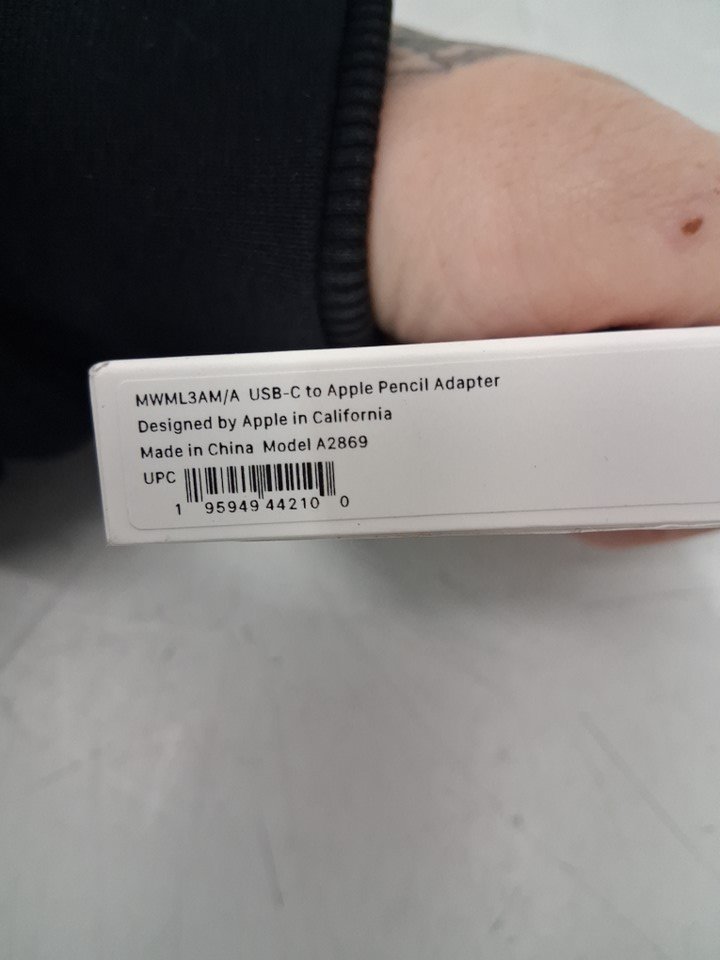 MWML3AM/A USB-C to Apple Pencil Adapter
Designed by Apple in California
Made in China Model A2869
UPC
1 95949 44210 0